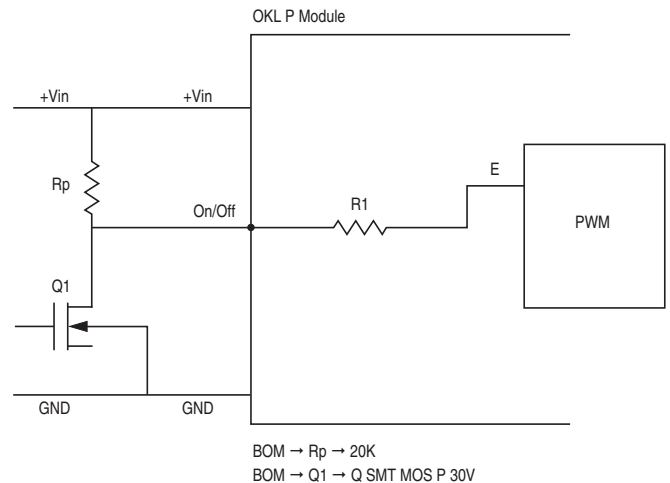 OKL P Module
+Vin
+Vin
Rp
On/Off
R1
E
PWM
Q1
GND
GND
BOM → Rp → 20K
BOM → Q1 → Q SMT MOS P 30V